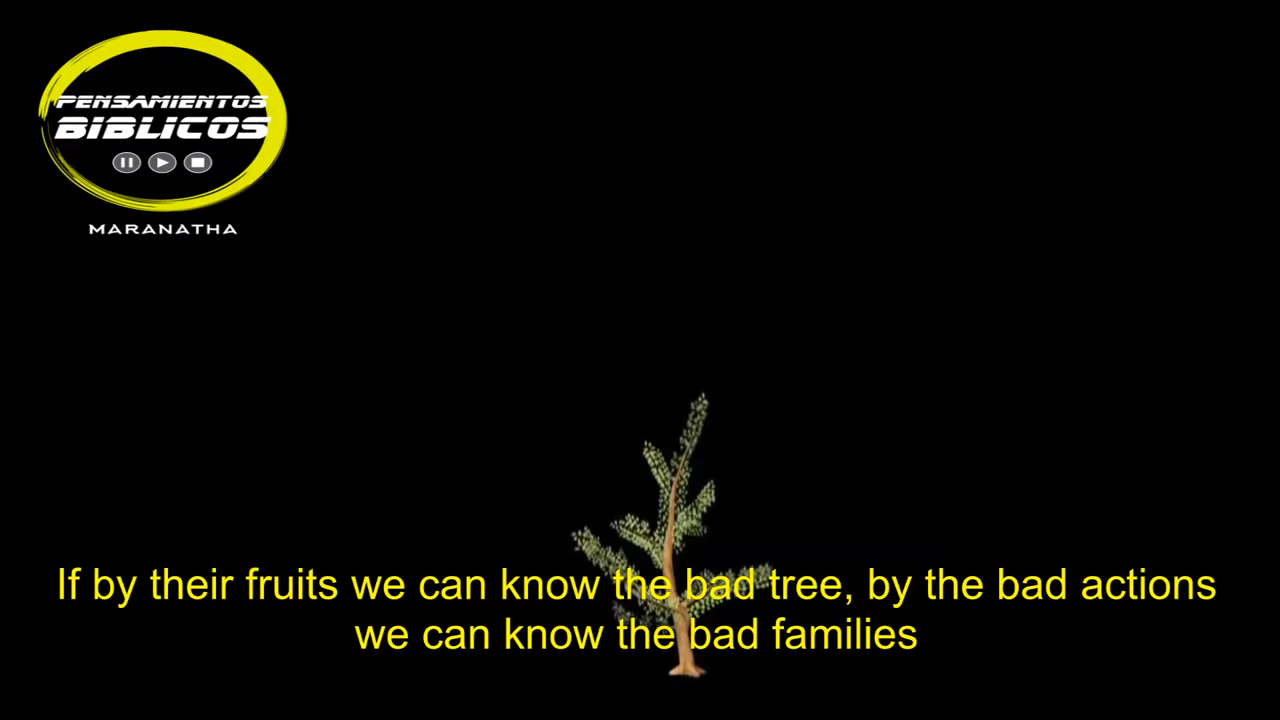 PENSAMIENTOS
BIBLICOS
MARANATHA
If by their fruits we can know the bad tree, by the bad actions
we can know the bad families